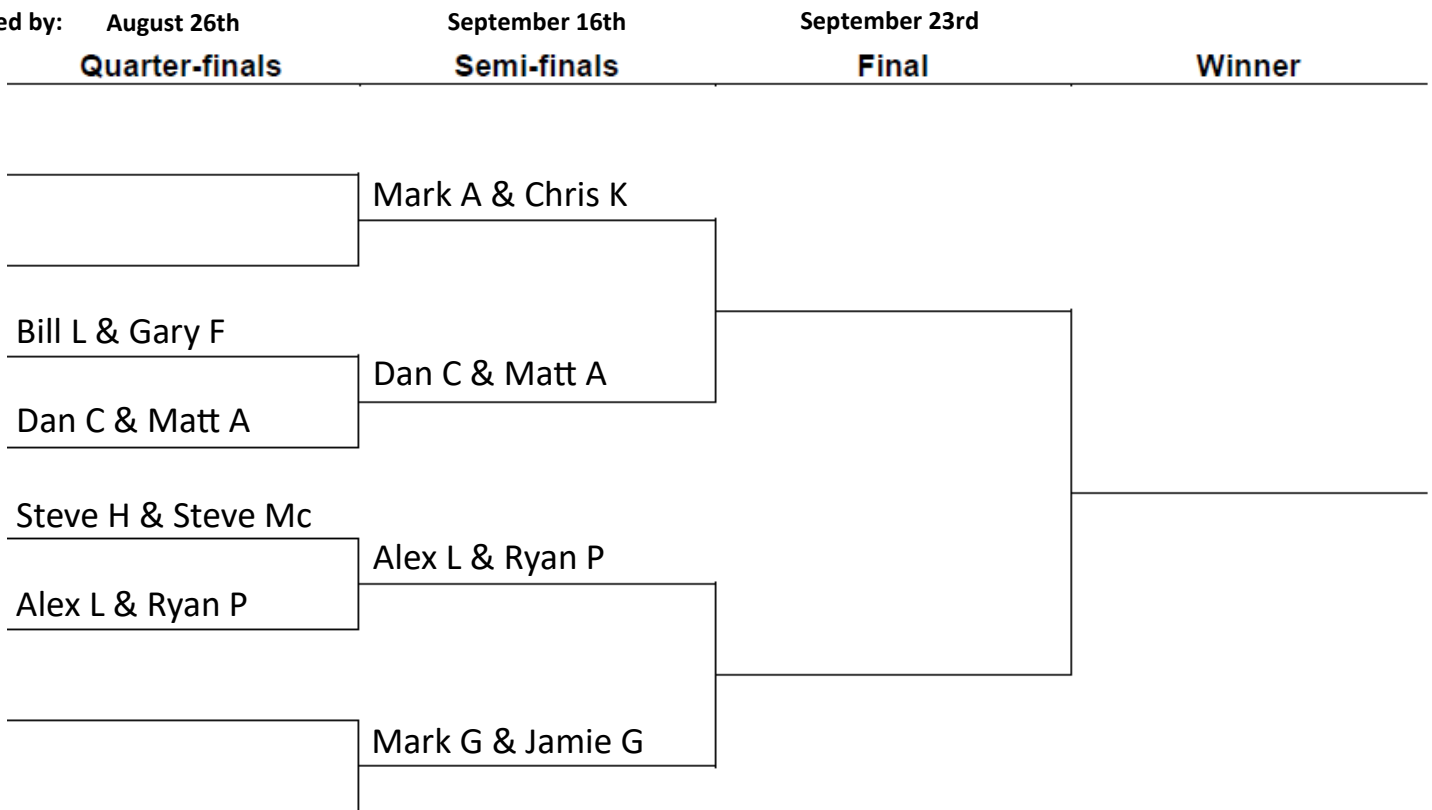 by: August 26th September 16th September 23rd
Quarter-finals Semi-finals Final Winner
Mark A & Chris K
Bill L & Gary F
Dan C & Matt A
Dan C & Matt A
Steve H & Steve Mc
Alex L & Ryan P
Alex L & Ryan P
Mark G & Jamie G